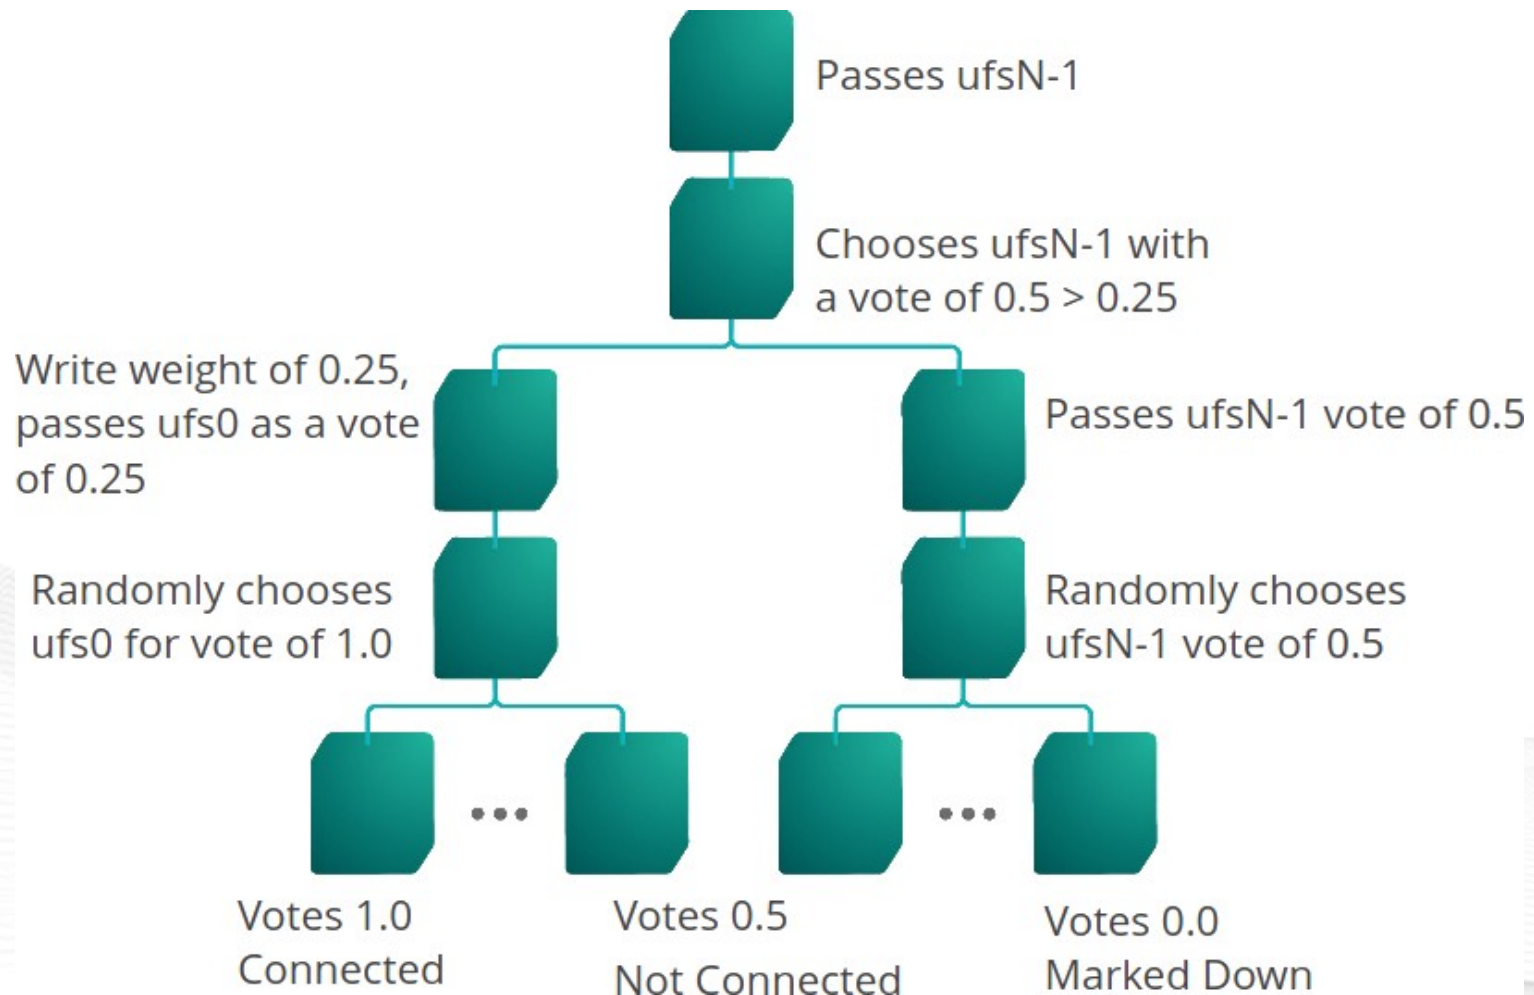 Passes ufsN-1
Chooses ufsN-1 with
a vote of 0.5 > 0.25
Write weight of 0.25,
passes ufs0 as a vote
of 0.25
Passes ufsN-1 vote of 0.5
Randomly chooses
ufs0 for vote of 1.0
Randomly chooses
ufsN-1 vote of 0.5
Votes 1.0
Connected
Votes 0.5
Not Connected
Votes 0.0
Marked Down